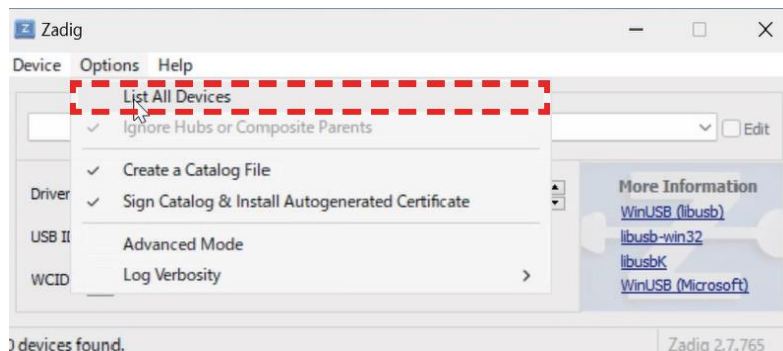 Zadig
Device Options Help
List All Devices
Ignore Hubs or Composite Parents
Edit
Create a Catalog File
Sign Catalog & Install Autogenerated Certificate
Advanced Mode
Log Verbosity
Driver
USB ID
WCID
More Information
WinUSB (libusb)
libusb-win32
libusbK
WinUSB (Microsoft)
0 devices found.
Zadig 2.7.765